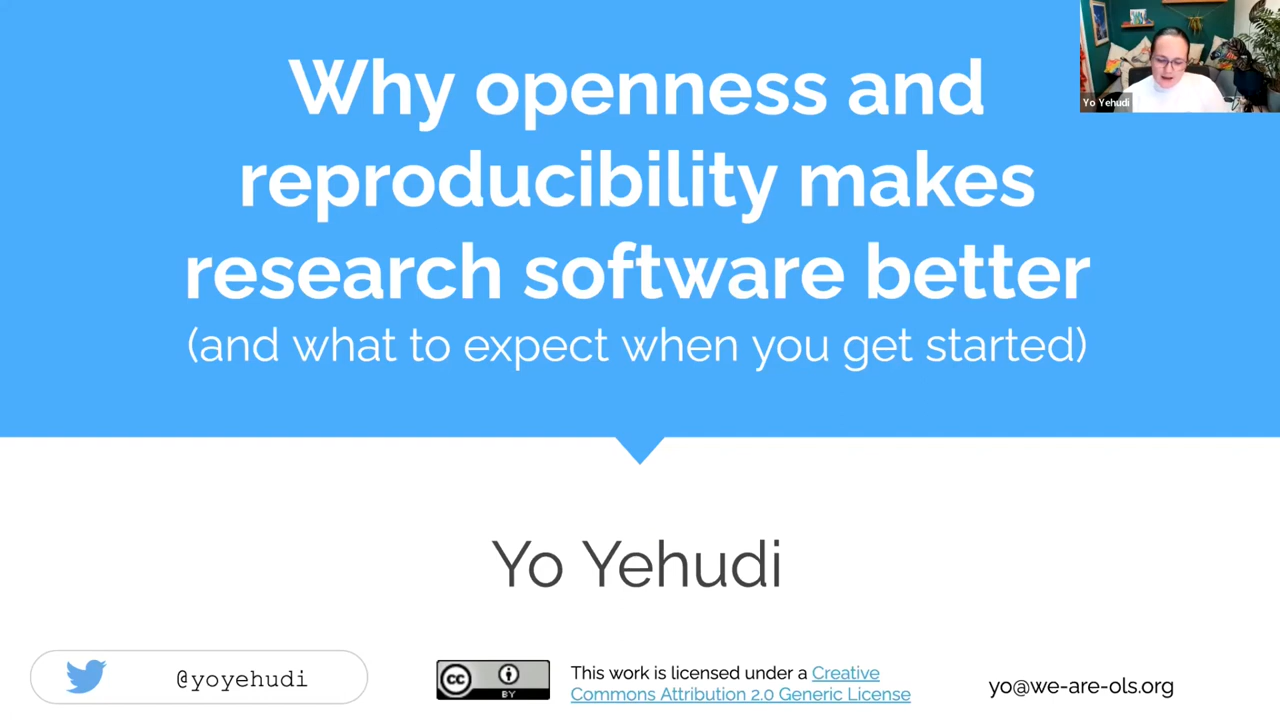 Why openness and
reproducibility makes
research software better
(and what to expect when you get started)
Yo Yehudi
Yo Yehudi
@yoyehudi
CC BY
This work is licensed under a Creative
Commons Attribution 2.0 Generic License
yo@we-are-ols.org